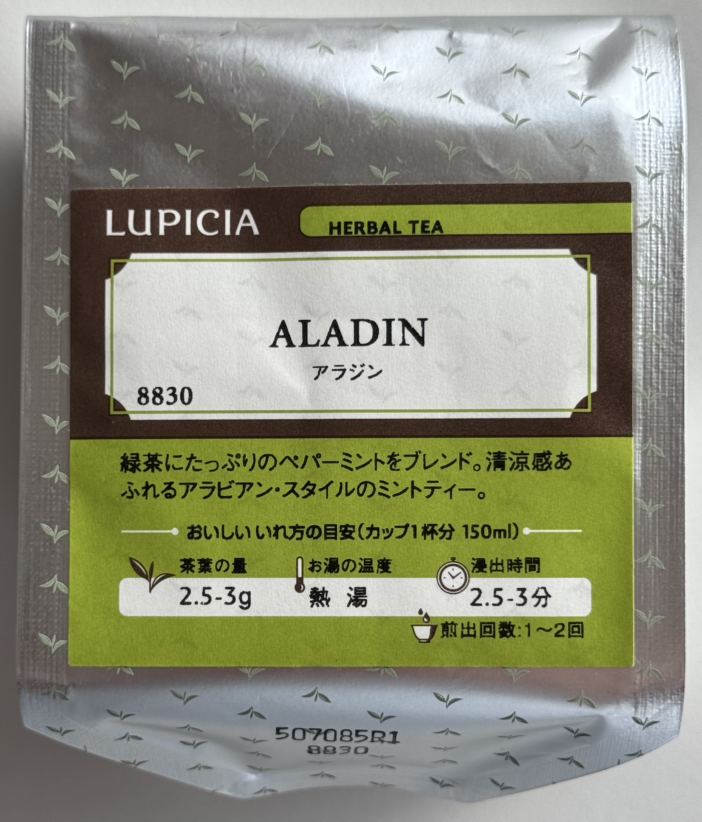 LUPICIA
HERBAL TEA
ALADIN
アラジン
8830
緑茶にたっぷりのペパーミントをブレンド。清涼感あ
ふれるアラビアン・スタイルのミントティー。
おいしいいれ方の目安(カップ1杯分 150ml)
茶葉の量
2.5-3g
お湯の温度
熱 湯
浸出時間
2.5-3分
煎出回数:1〜2回
507085R1
8830